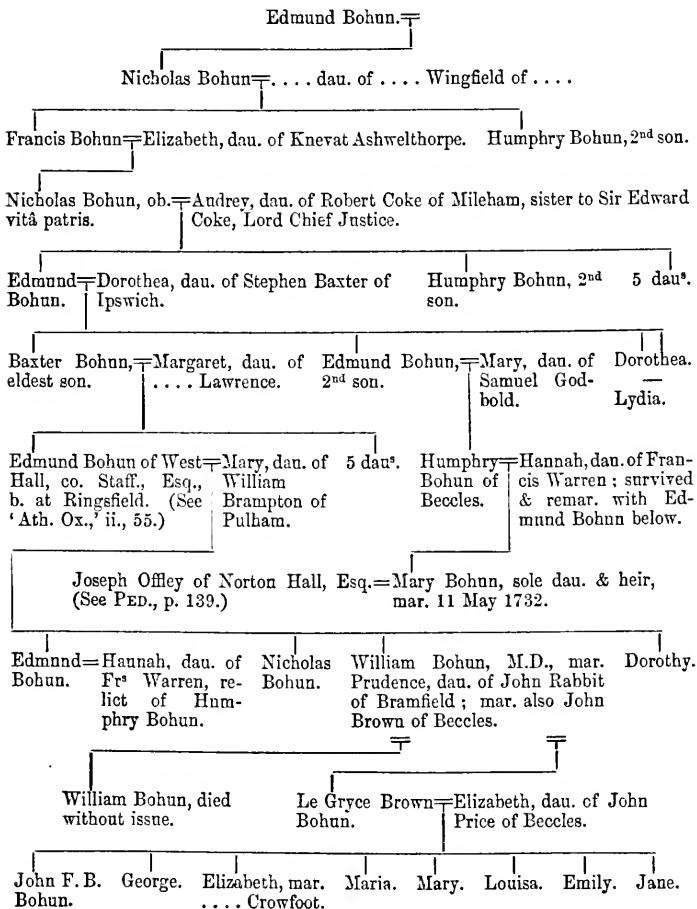 Edmund Bohun.
Nicholas Bohun=. . . . dau. of . . . . Wingfield of . . . .
Francis Bohun=Elizabeth, dau. of Knevat Ashwelthorpe. Humphry Bohun, 2nd son.
Nicholas Bohun, ob.=Audrey, dau. of Robert Coke of Mileham, sister to Sir Edward
vitâ patris. Coke, Lord Chief Justice.
Edmund=Dorothea, dau. of Stephen Baxter of Humphry Bohun, 2nd 5 daus.
Bohun. Ipswich. son.
Baxter Bohun,=Margaret, dau. of Edmund Bohun,=Mary, dau. of Dorothea.
eldest son. . . . . Lawrence. 2nd son. Samuel God- —
bold. Lydia.
Edmund Bohun of West=Mary, dau. of 5 daus. Humphry=Hannah, dau. of Fran-
Hall, co. Staff., Esq., William Bohun of cis Warren ; survived
b. at Ringsfield. (See Brampton of Beccles. & remar. with Ed-
‘ Ath. Ox.,’ ii., 55.) Pulham. mund Bohun below.
Joseph Offley of Norton Hall, Esq.=Mary Bohun, sole dau. & heir,
(See PED., p. 139.) mar. 11 May 1732.
Edmund=Hannah, dau. of Nicholas William Bohun, M.D., mar. Dorothy.
Bohun. Frs Warren, re- Bohun. Prudence, dau. of John Rabbit
lict of Hum- of Bramfield ; mar. also John
phry Bohun. Brown of Beccles.
William Bohun, died Le Gryce Brown=Elizabeth, dau. of John
without issue. Bohun. Price of Beccles.
John F. B. George. Elizabeth, mar. Maria. Mary. Louisa. Emily. Jane.
Bohun. . . . . Crowfoot.